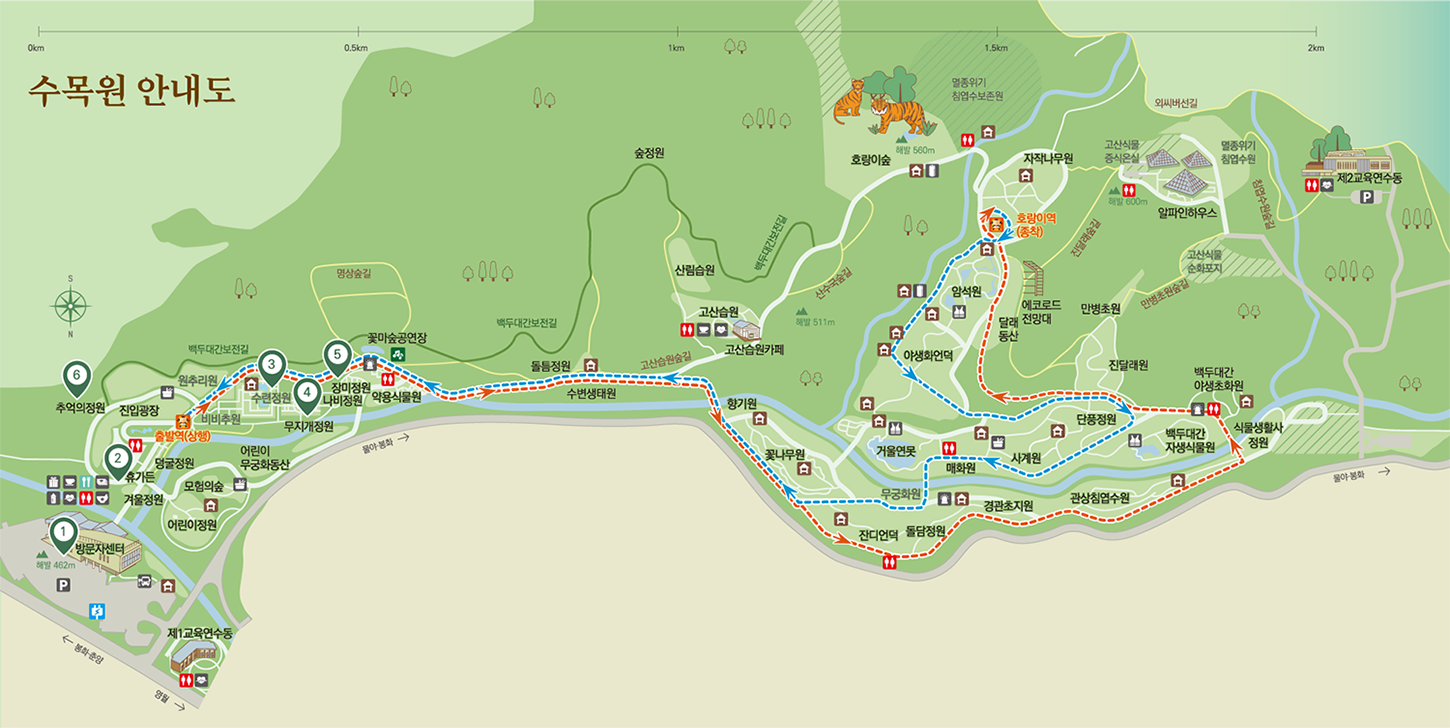 0km
0.5km
1km
1.5km
2km
수목원 안내도
멸종위기
침엽수보존원
해발 560m
호랑이숲
숲정원
자작나무원
외씨버선길
고산식물
증식온실
멸종위기
침엽수원
해발 600m
알파인하우스
침엽수원숲길
제2교육연수동
P
호랑이역
(종착)
진달래숲길
고산식물
순화포지
백두대간보전길
산림습원
명상숲길
산수국숲길
암석원
에코로드
전망대
만병초원숲길
만병초원
S
N
고산습원
해발 511m
고산습원카페
달래
동산
야생화언덕
진달래원
백두대간보전길
백두대간보전길
꽃마숲공연장
돌틈정원
고산습원숲길
수변생태원
6
추억의정원
원추리원
3
수련정원
4
5
장미정원
나비정원
약용식물원
진입광장
비비추원
무지개정원
출발역(상행)
향기원
백두대간
야생초화원
단풍정원
백두대간
자생식물원
식물생활사
정원
물야·봉화
물야·봉화
2
휴가든
덩굴정원
어린이
무궁화동산
꽃나무원
거울연못
매화원
사계원
겨울정원
모험의숲
어린이정원
무궁화원
경관초지원
관상침엽수원
잔디언덕
돌담정원
1
방문자센터
해발 462m
P
제1교육연수동
봉화·춘양
영월